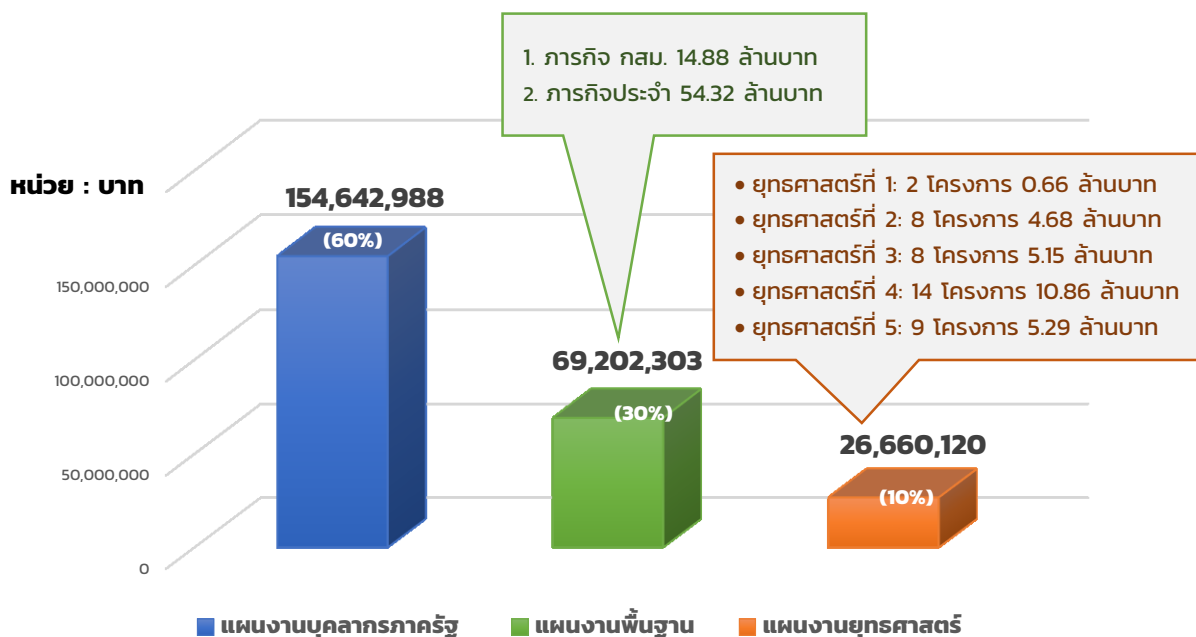 1. ภารกิจ กสม. 14.88 ล้านบาท
2. ภารกิจประจำ 54.32 ล้านบาท
หน่วย : บาท
• ยุทธศาสตร์ที่ 1: 2 โครงการ 0.66 ล้านบาท
• ยุทธศาสตร์ที่ 2: 8 โครงการ 4.68 ล้านบาท
• ยุทธศาสตร์ที่ 3: 8 โครงการ 5.15 ล้านบาท
• ยุทธศาสตร์ที่ 4: 14 โครงการ 10.86 ล้านบาท
• ยุทธศาสตร์ที่ 5: 9 โครงการ 5.29 ล้านบาท
154,642,988
(60%)
69,202,303
(30%)
26,660,120
(10%)
150,000,000
100,000,000
50,000,000
0
แผนงานบุคลากรภาครัฐ
แผนงานพื้นฐาน
แผนงานยุทธศาสตร์